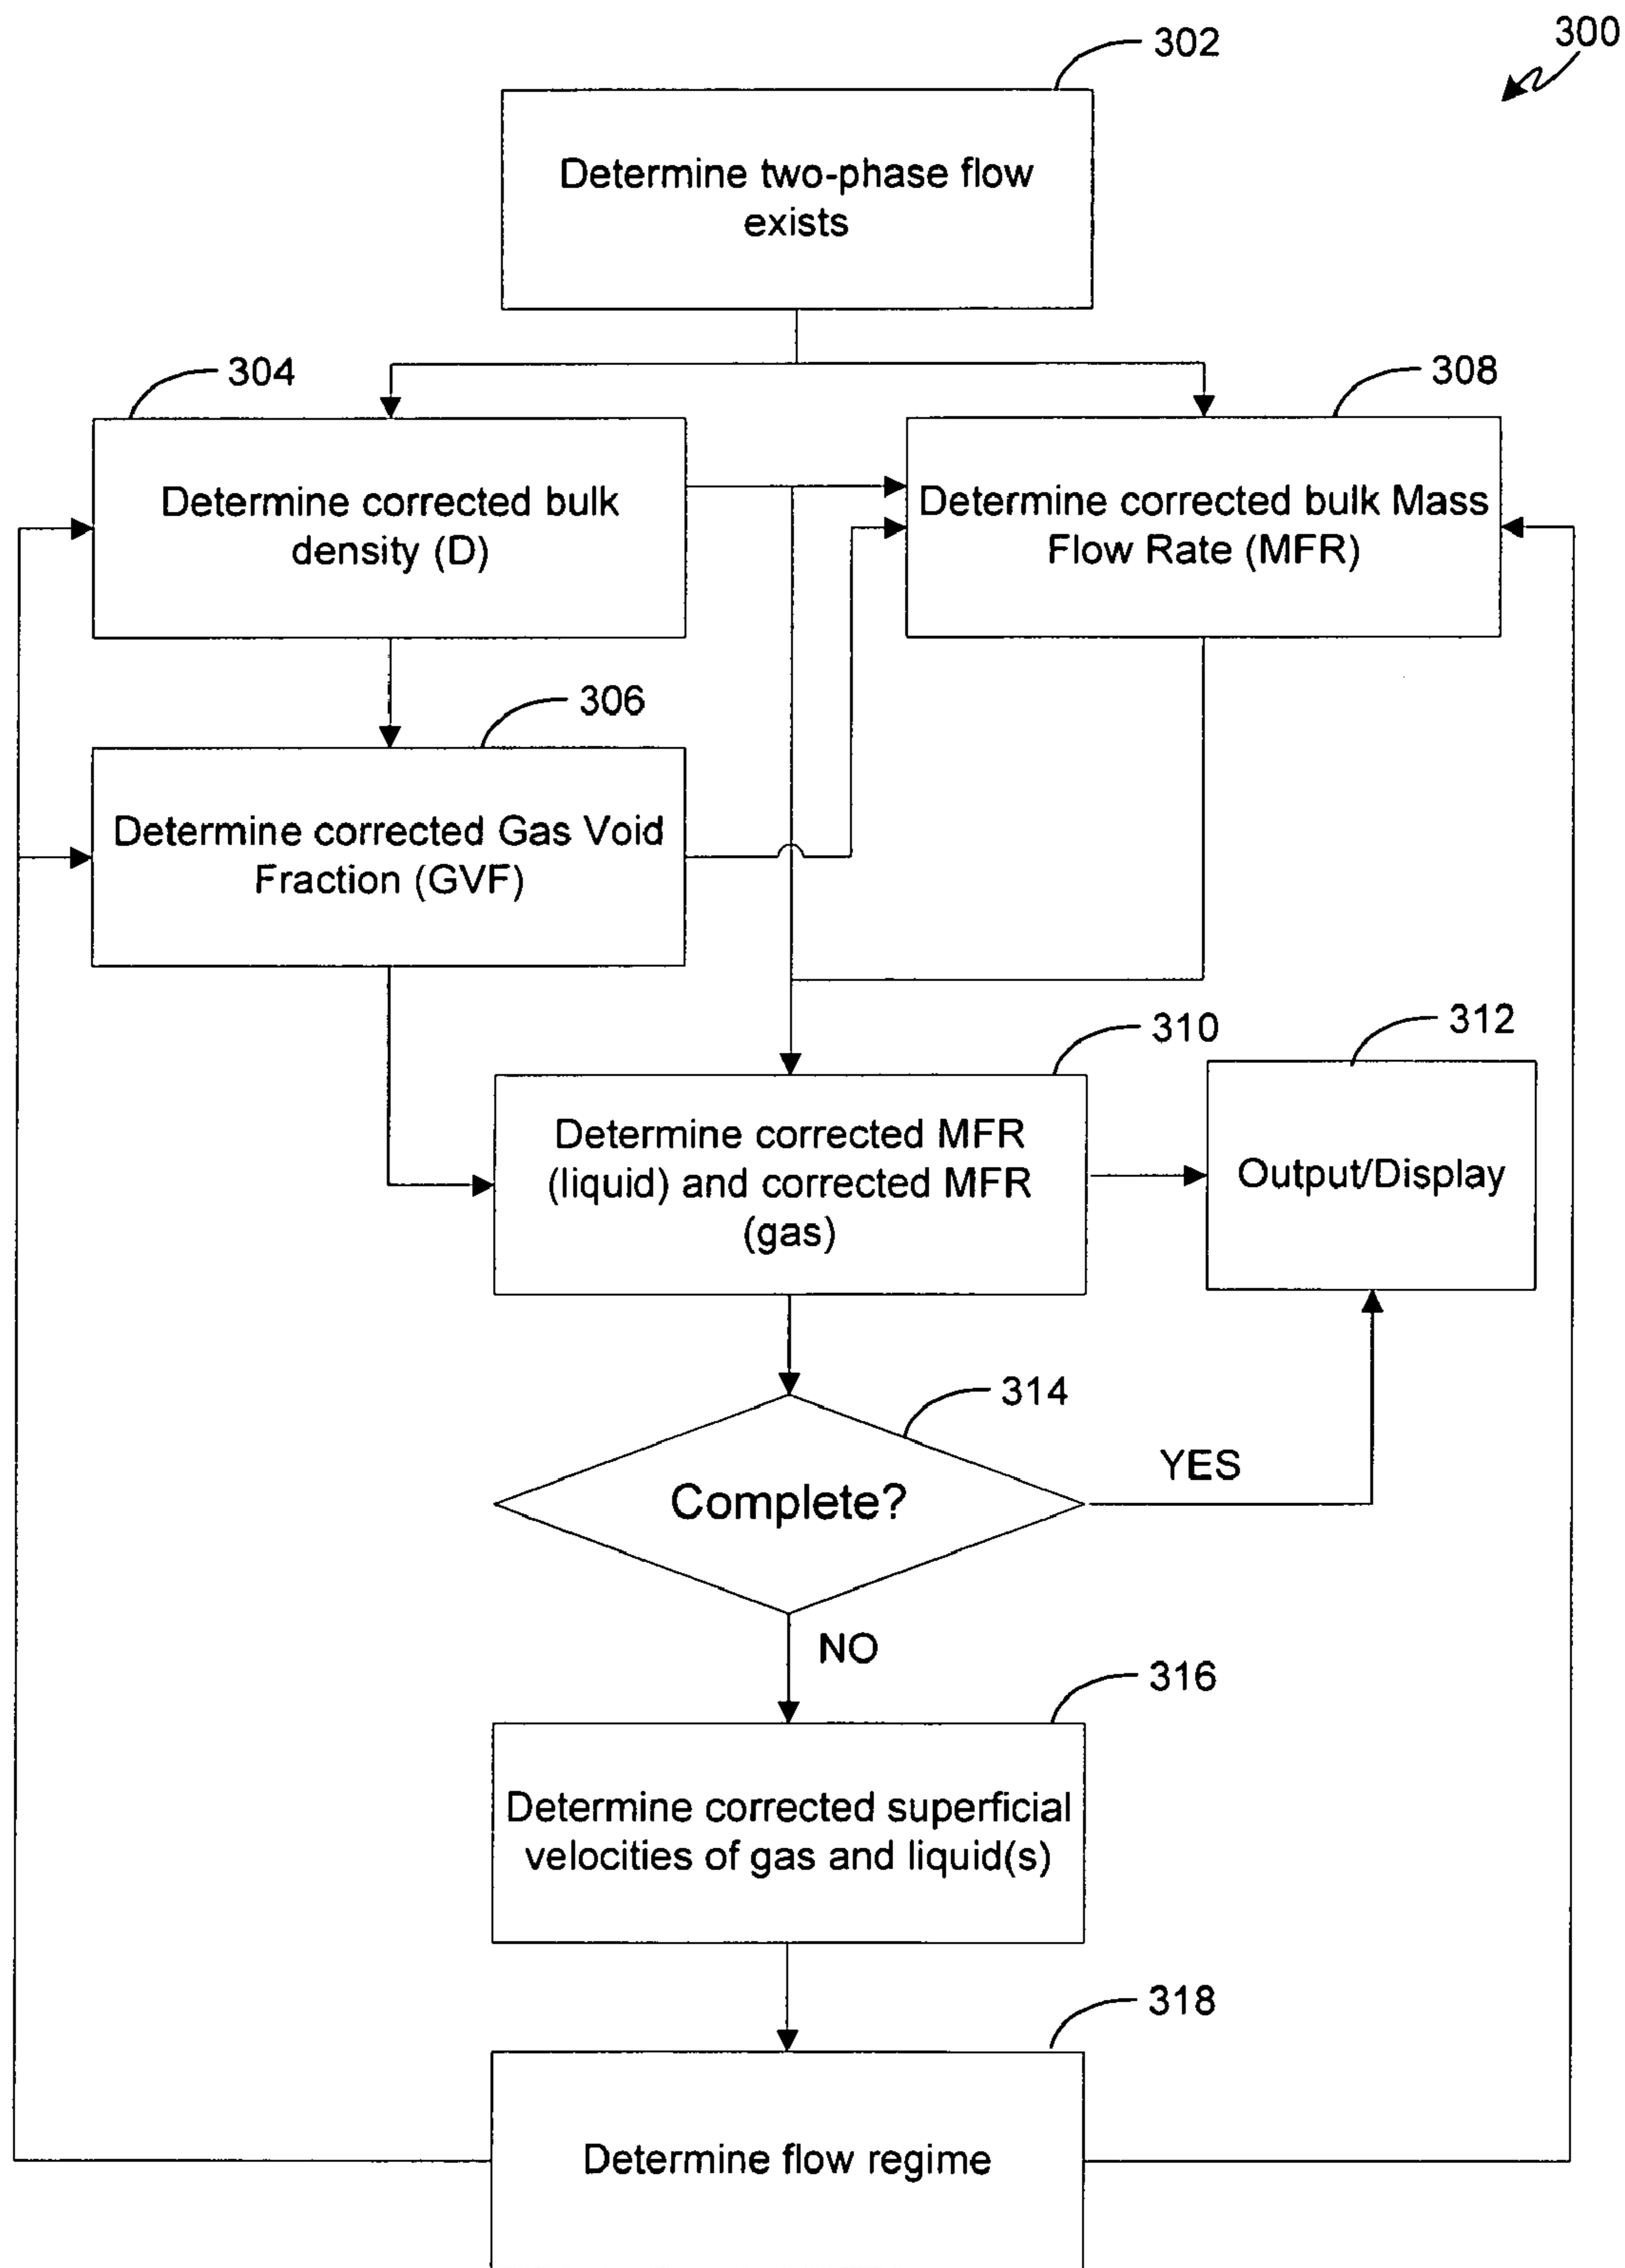 300
302
Determine two-phase flow
exists
304
308
Determine corrected bulk
density (D)
Determine corrected bulk Mass
Flow Rate (MFR)
306
Determine corrected Gas Void
Fraction (GVF)
310
312
Determine corrected MFR
(liquid) and corrected MFR
(gas)
Output/Display
314
Complete?
YES
NO
316
Determine corrected superficial
velocities of gas and liquid(s)
318
Determine flow regime